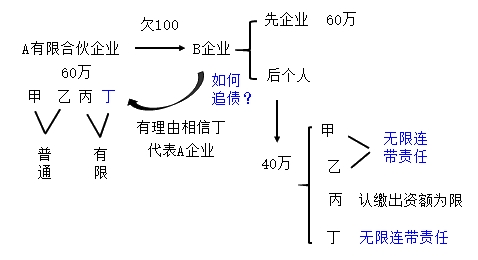 欠100
先企业 60万
A有限合伙企业
B企业
60万
如何
追债？
后个人
甲 乙 丙 丁
有理由相信丁
代表A企业
普通
有限
40万
甲
乙
无限连
带责任
丙 认缴出资额为限
丁 无限连带责任